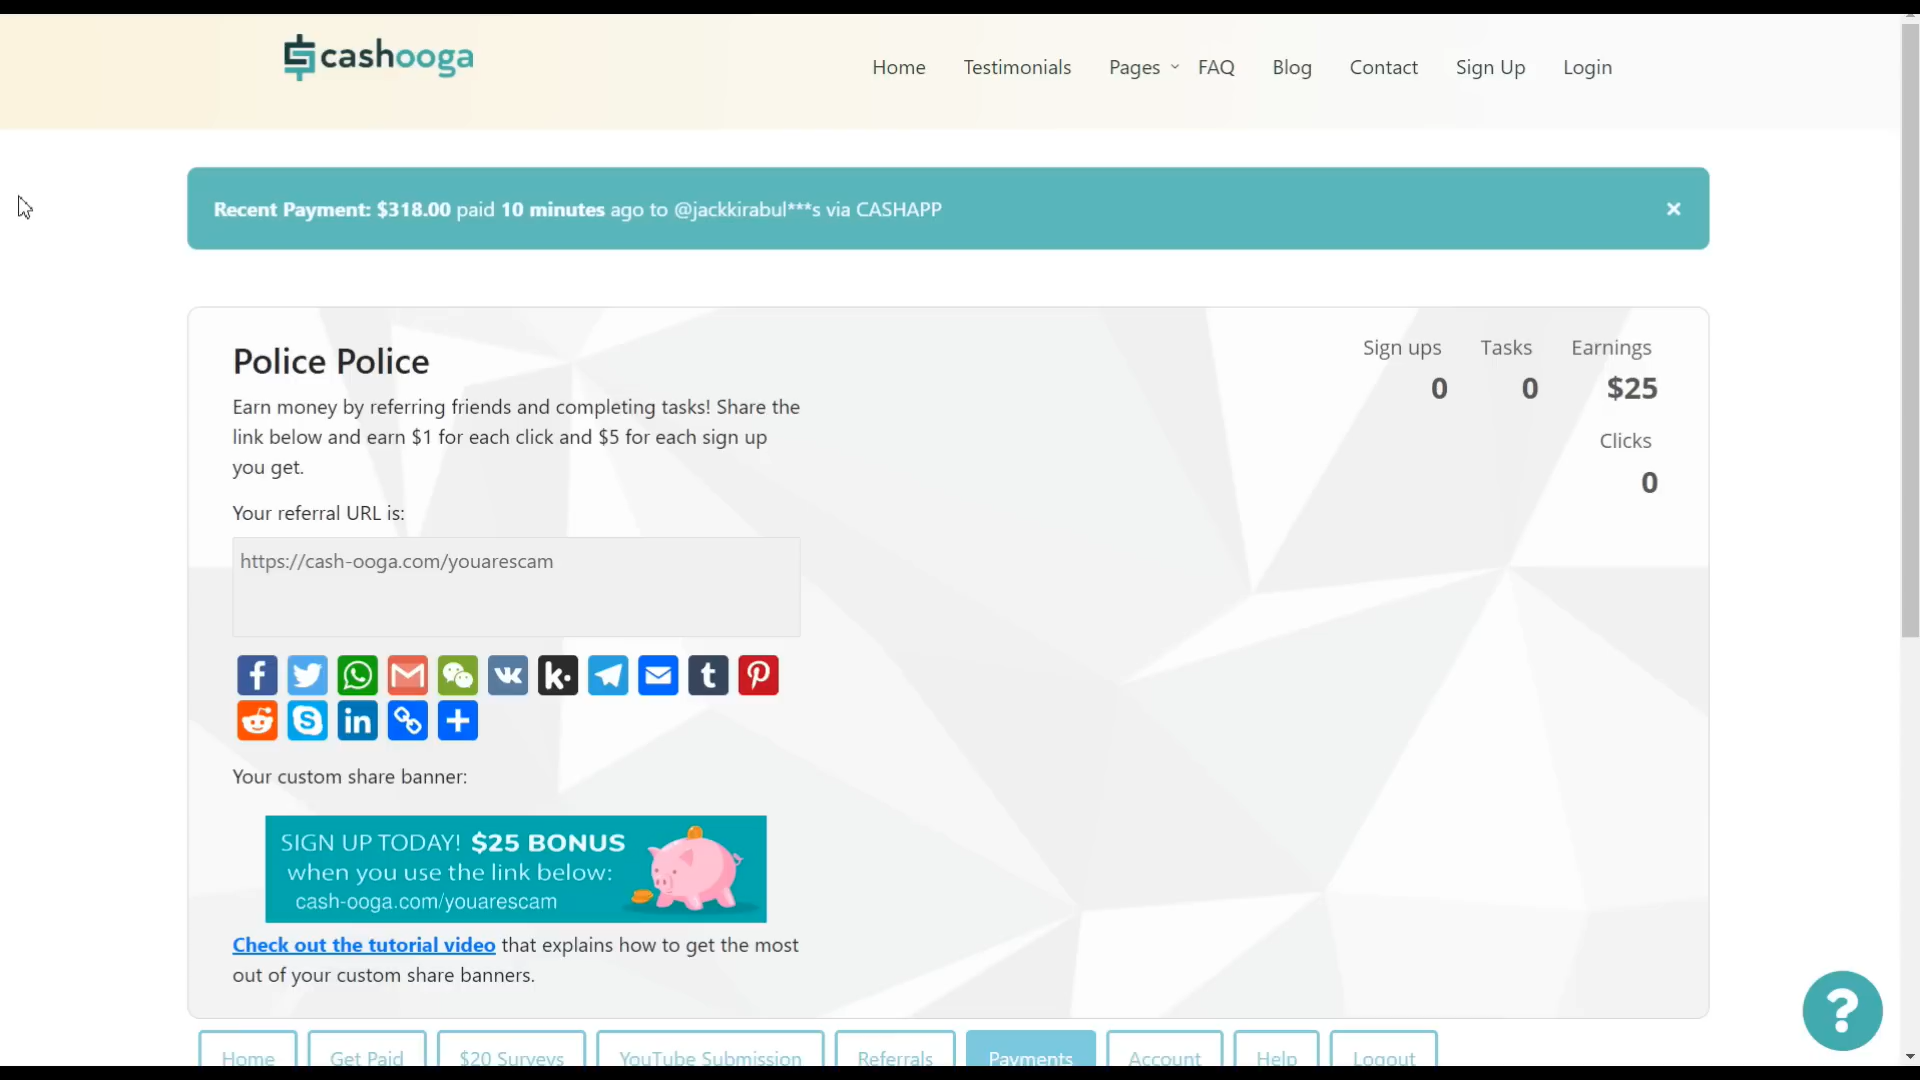 cashooga
Home Testimonials Pages FAQ Blog Contact Sign Up Login
Recent Payment: $318.00 paid 10 minutes ago to @jackkirabul***s via CASHAPP ×
Police Police
Earn money by referring friends and completing tasks! Share the
link below and earn $1 for each click and $5 for each sign up
you get.
Your referral URL is:
https://cash-ooga.com/youarescam
Your custom share banner:
SIGN UP TODAY! $25 BONUS
when you use the link below:
cash-ooga.com/youarescam
Check out the tutorial video that explains how to get the most
out of your custom share banners.
Sign ups Tasks Earnings
0 0 $25
Clicks
0
Home Get Paid $20 Surveys YouTube Submission Referrals Payments Account Help Logout
?